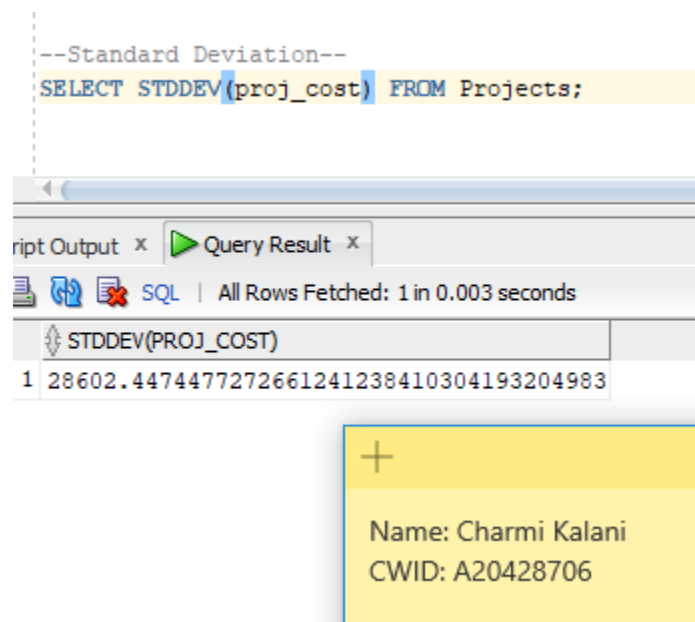 --Standard Deviation--
SELECT STDDEV(proj_cost) FROM Projects;
ript Output x Query Result x
SQL | All Rows Fetched: 1 in 0.003 seconds
STDDEV(PROJ_COST)
1 28602.4474477272661241238410304193204983
Name: Charmi Kalani
CWID: A20428706